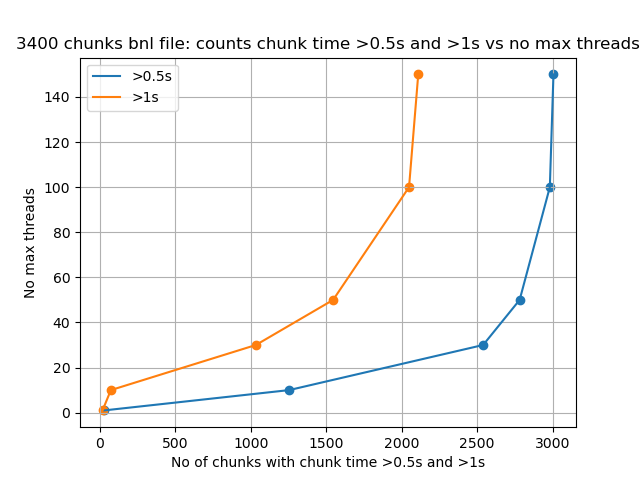 3400 chunks bnl file: counts chunk time >0.5s and >1s vs no max threads
>0.5s
>1s
140
120
100
80
60
40
20
0
No max threads
0 500 1000 1500 2000 2500 3000
No of chunks with chunk time >0.5s and >1s